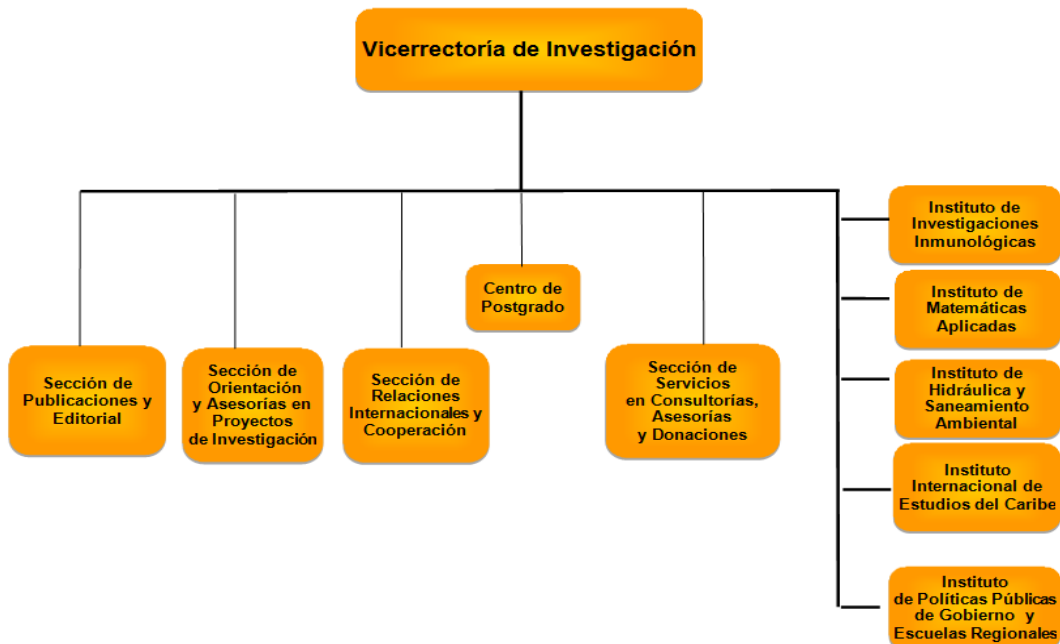 Vicerrectoría de Investigación
Instituto de
Investigaciones
Inmunológicas
Centro de
Postgrado
Instituto de
Matemáticas
Aplicadas
Sección de
Publicaciones y
Editorial
Sección de
Orientación
y Asesorías en
Proyectos
de Investigación
Sección de
Relaciones
Internacionales y
Cooperación
Sección de
Servicios
en Consultorías,
Asesorías
y Donaciones
Instituto de
Hidráulica y
Saneamiento
Ambiental
Instituto
Internacional de
Estudios del Caribe
Instituto
de Políticas Públicas
de Gobierno y
Escuelas Regionales